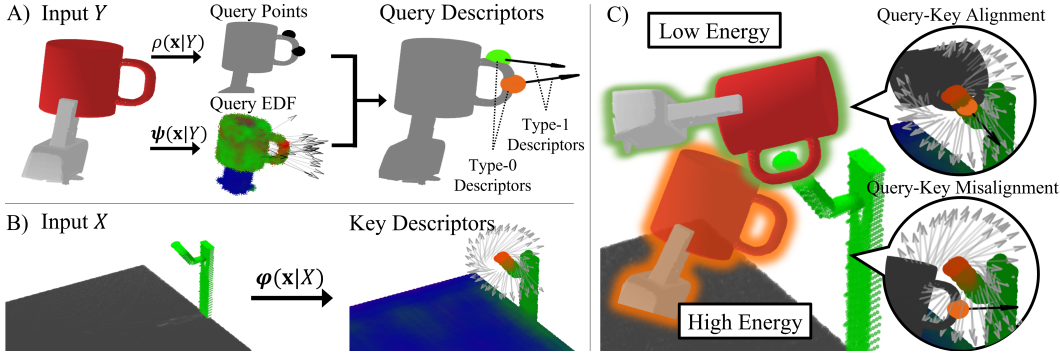 A) Input Y
ρ(x|Y)
Query Points
Query Descriptors
ψ(x|Y)
Query EDF
Type-1
Descriptors
Type-0
Descriptors
B) Input X
φ(x|X)
Key Descriptors
C)
Low Energy
Query-Key Alignment
Query-Key Misalignment
High Energy